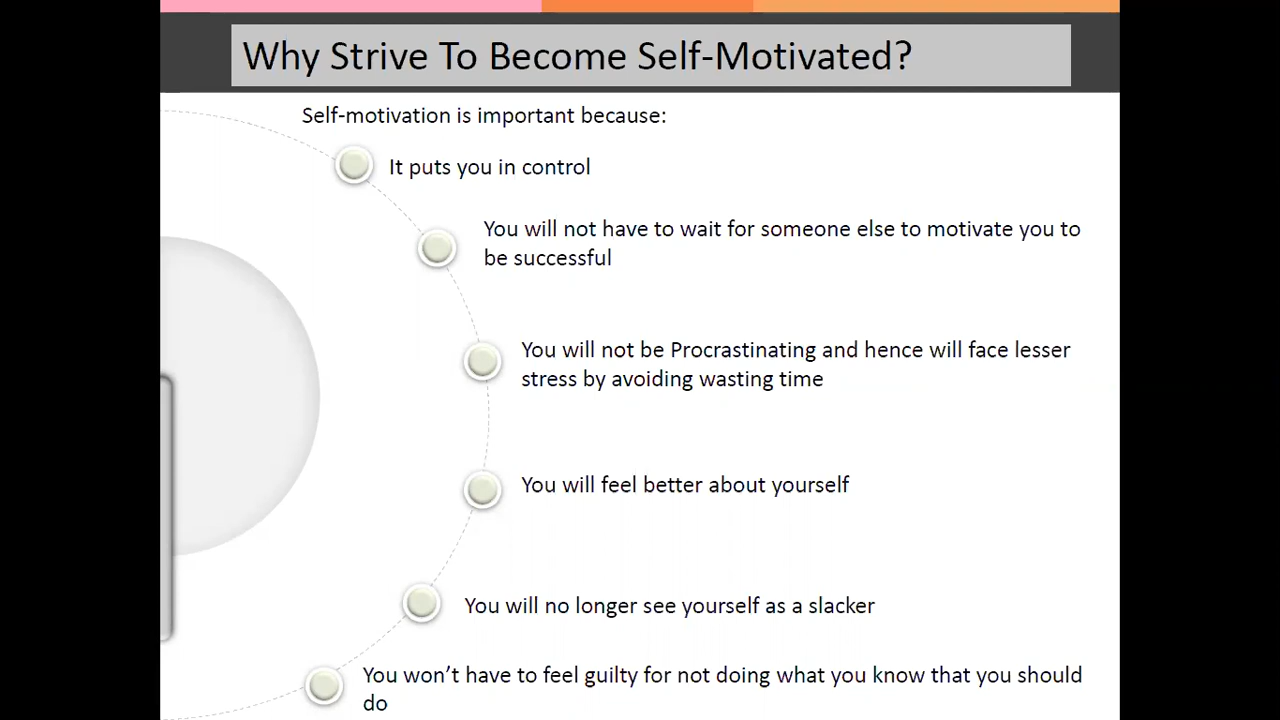 Why Strive To Become Self-Motivated?
Self-motivation is important because:
It puts you in control
You will not have to wait for someone else to motivate you to
be successful
You will not be Procrastinating and hence will face lesser
stress by avoiding wasting time
You will feel better about yourself
You will no longer see yourself as a slacker
You won’t have to feel guilty for not doing what you know that you should
do